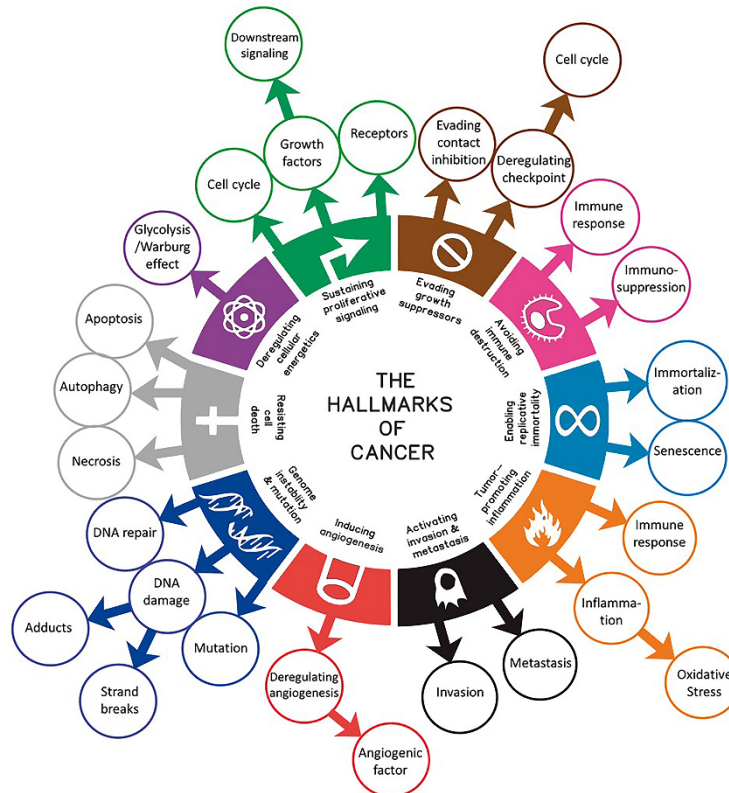 Downstream
signaling
Cell cycle
Growth
factors
Receptors
Evading
contact
inhibition
Deregulating
checkpoint
Cell cycle
Glycolysis
/Warburg
effect
Immune
response
Immuno-
suppression
Apoptosis
Autophagy
Necrosis
Immortaliz-
ation
Senescence
DNA repair
DNA
damage
Adducts
Strand
breaks
Mutation
Deregulating
angiogenesis
Angiogenic
factor
Invasion
Metastasis
Immune
response
Inflamma-
tion
Oxidative
Stress
Sustaining
proliferative
signaling
Evading
growth
suppressors
Avoiding
immune
destruction
Enabling
replicative
immortality
Tumor-
promoting
inflammation
Activating
invasion &
metastasis
Inducing
angiogenesis
Genome
instablity
& mutation
Resisting
cell
death
Deregulating
cellular
energetics
THE
HALLMARKS
OF
CANCER